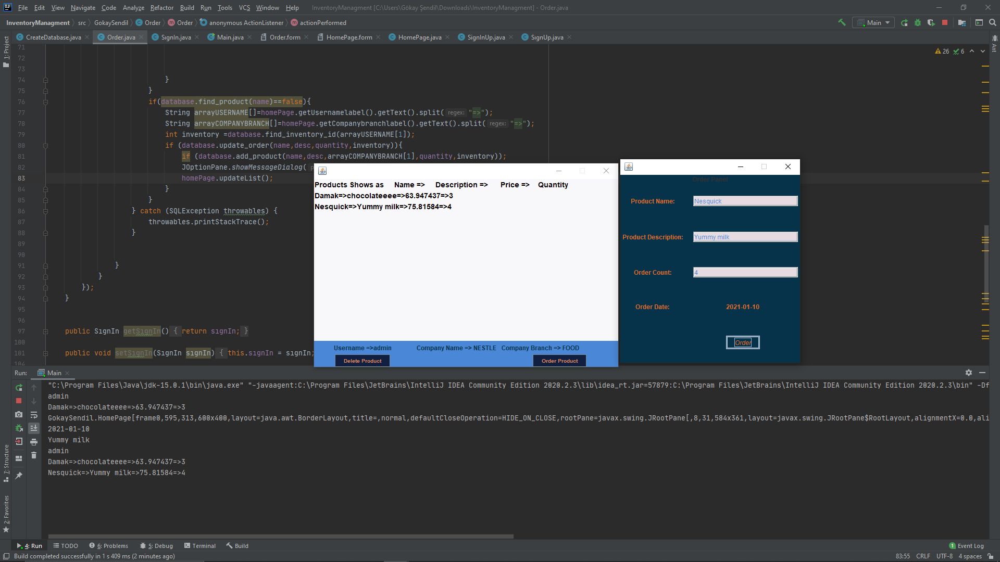 File Edit View Navigate Code Analyze Refactor Build Run Tools VCS Window Help InventoryManagment [C:\Users\Gökay Şendil\Downloads\InventoryManagment] - Order.java
InventoryManagment src GokaySendil Order Order anonymous ActionListener actionPerformed Main
CreateDatabase.java Order.java SıgnIn.java Main.java Order.form HomePage.form HomePage.java SıgnInUp.java SıgnUp.java
1: Project
Ant
26 6
71
72
73
74 }
75 }
76 if(database.find_product(name)==false){
77 String arrayUSERNAME[]=homePage.getUsernamelabel().getText().split( regex: "=>");
78 String arrayCOMPANYBRANCH[]=homePage.getCompanybranchlabel().getText().split( regex: "=>");
79 int inventory =database.find_inventory_id(arrayUSERNAME[1]);
80 if (database.update_order(name,desc,quantity,inventory)){
81 if (database.add_product(name,desc,arrayCOMPANYBRANCH[1],quantity,inventory));
82 JOptionPane.showMessageDialog(
83 homePage.updateList();
84 }
85 }
86 } catch (SQLException throwables) {
87 throwables.printStackTrace();
88 }
89
90
91 }
92 }
93 });
94 }
95
96
97 public SıgnIn getSıgnIn() { return sıgnIn; }
100
101 public void setSıgnIn(SıgnIn sıgnIn) { this.sıgnIn = sıgnIn;
104
Products Shows as Name => Description => Price => Quantity
Damak=>chocolateeee=>63.947437=>3
Nesquick=>Yummy milk=>75.81584=>4
Username =>admin Company Name => NESTLE Company Branch => FOOD
Delete Product Order Product
Order Panel
Product Name: Nesquick
Product Description: Yummy milk
Order Count: 4
Order Date: 2021-01-10
Order
Run: Main
"C:\Program Files\Java\jdk-15.0.1\bin\java.exe" "-javaagent:C:\Program Files\JetBrains\IntelliJ IDEA Community Edition 2020.2.3\lib\idea_rt.jar=57879:C:\Program Files\JetBrains\IntelliJ IDEA Community Edition 2020.2.3\bin" -Df
admin
Damak=>chocolateeee=>63.947437=>3
GokaySendil.HomePage[frame0,595,313,600x400,layout=java.awt.BorderLayout,title=,normal,defaultCloseOperation=HIDE_ON_CLOSE,rootPane=javax.swing.JRootPane[,8,31,584x361,layout=javax.swing.JRootPane$RootLayout,alignmentX=0.0,ali
2021-01-10
Yummy milk
admin
Damak=>chocolateeee=>63.947437=>3
Nesquick=>Yummy milk=>75.81584=>4
7: Structure
2: Favorites
4: Run TODO 6: Problems 5: Debug Terminal Build 1 Event Log
Build completed successfully in 1 s 409 ms (2 minutes ago) 83:55 CRLF UTF-8 4 spaces